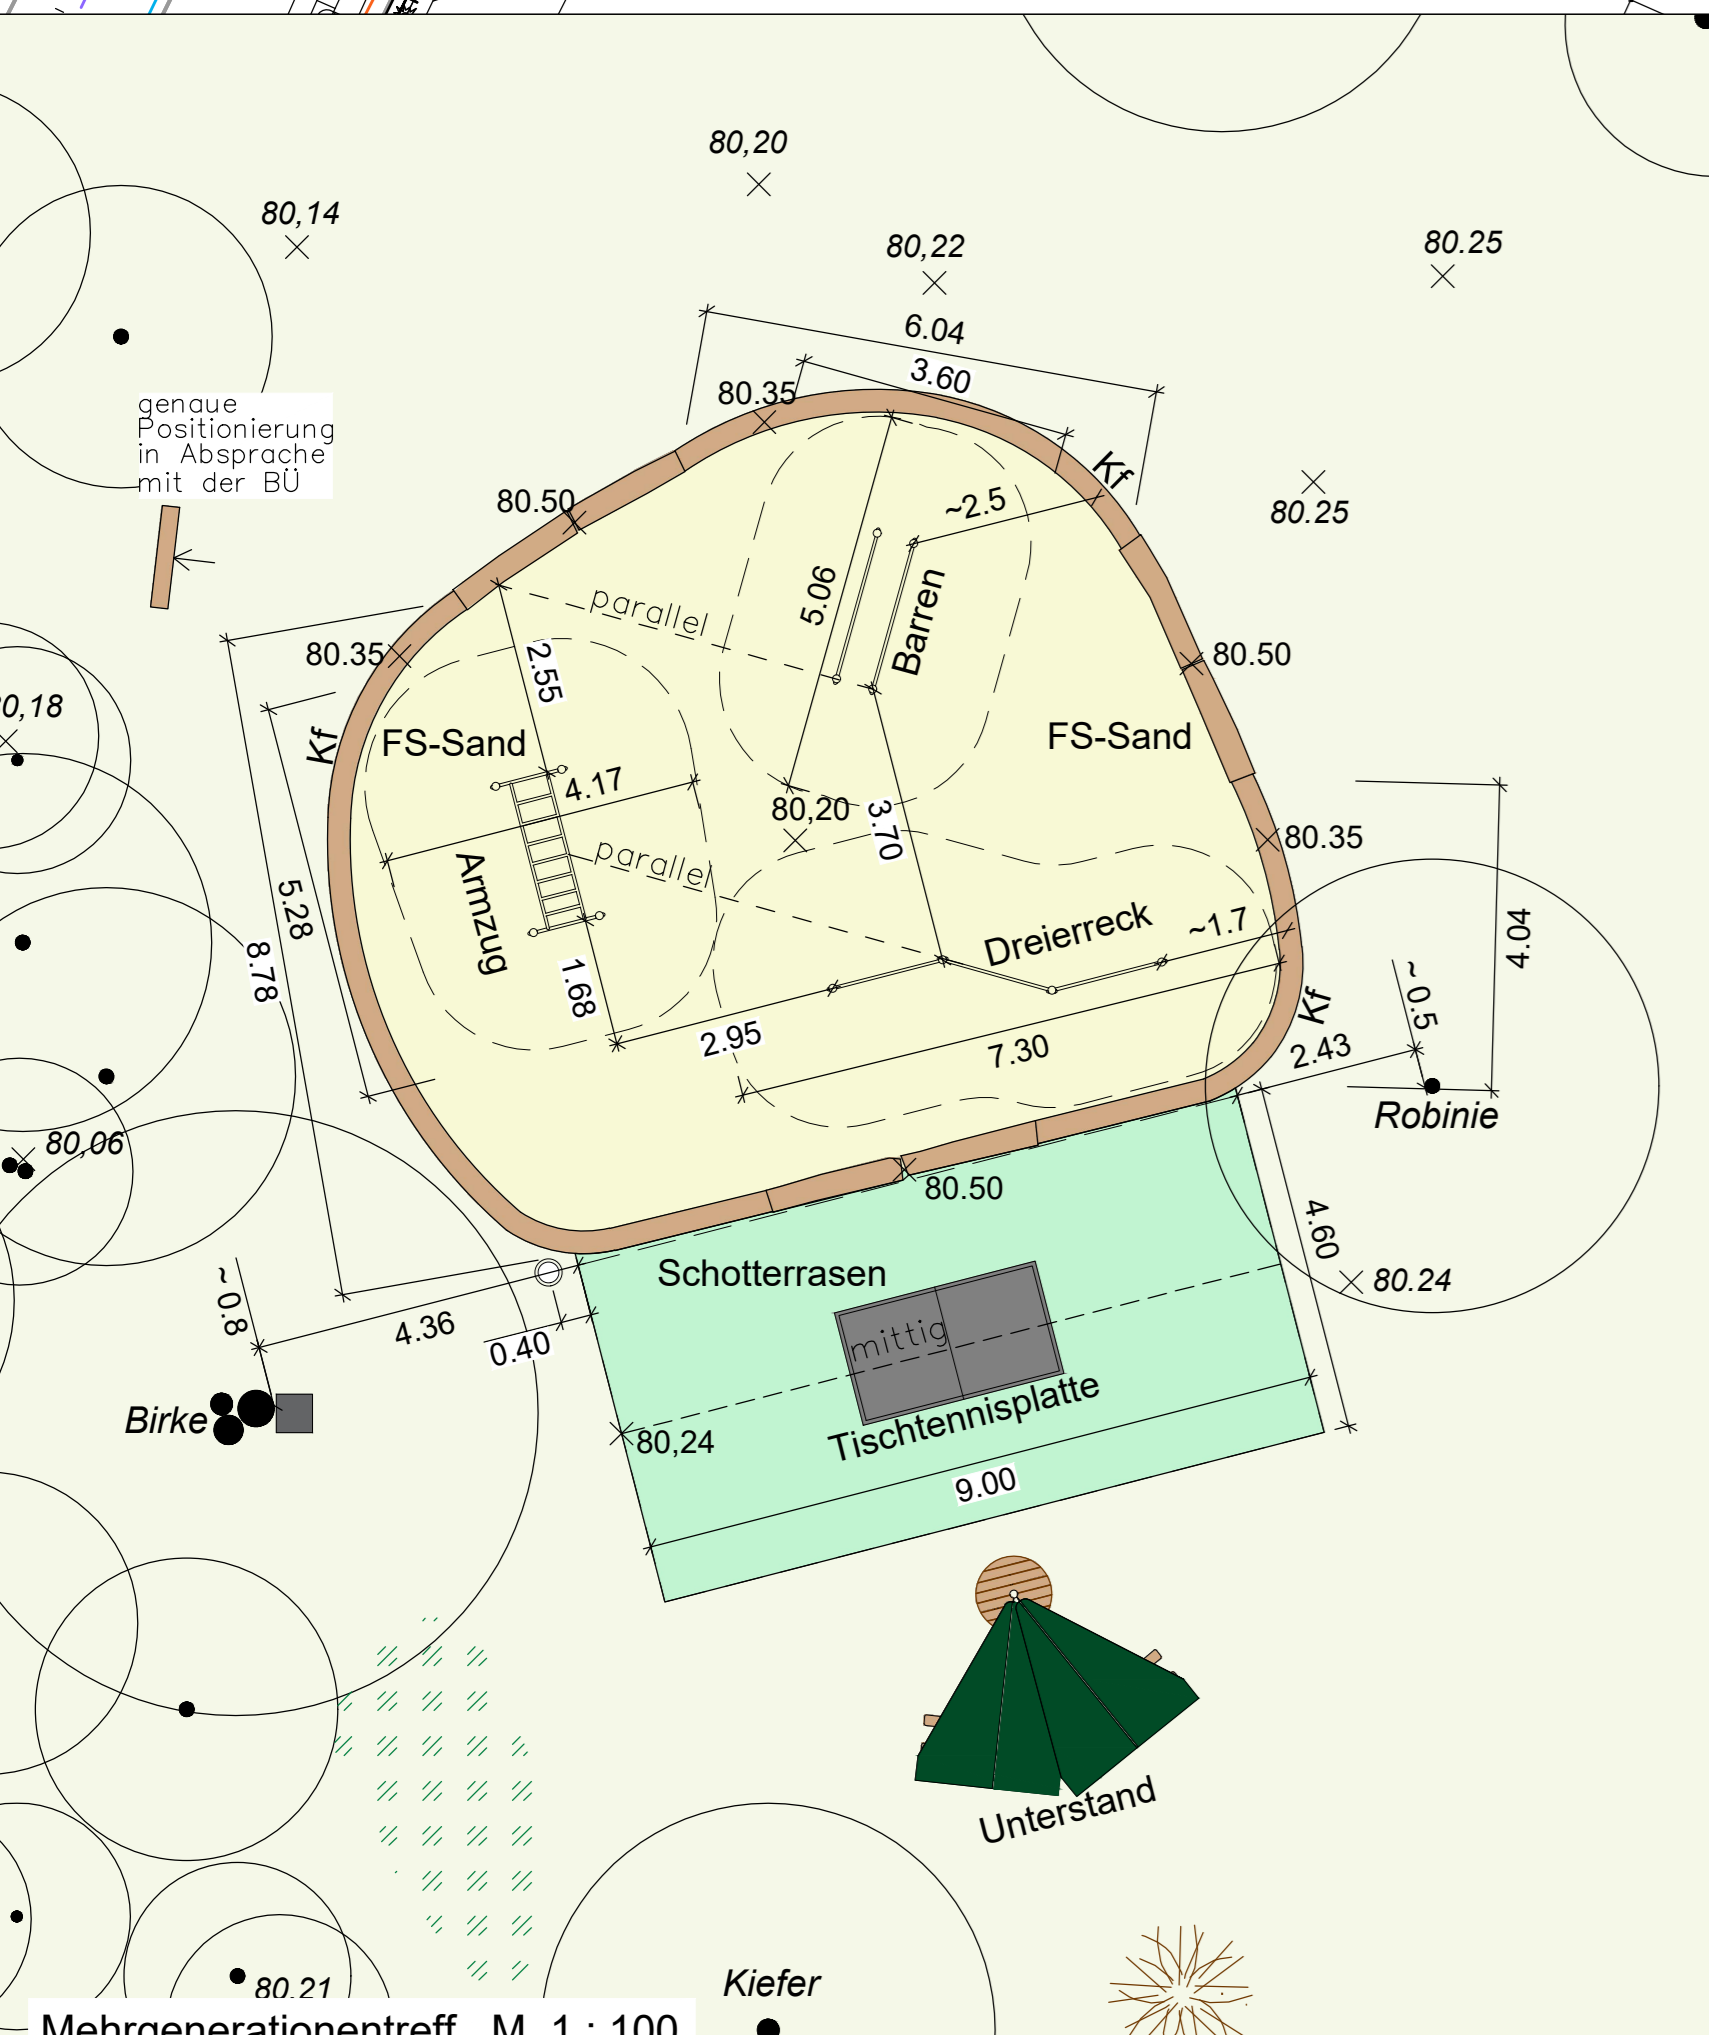 80,20
80,14
80,22
80.25
6.04
3.60
80.35
genaue
Positionierung
in Absprache
mit der BÜ
Kf
80.50
~2.5
80.25
5.06
parallel
Barren
80.35
2.55
80.50
80,18
Kf
FS-Sand
FS-Sand
4.17
80,20
3.70
80.35
parallel
Armzug
5.28
8.78
Dreierreck
~1.7
4.04
1.68
~0.5
Kf
2.95
7.30
2.43
Robinie
80,06
80.50
4.60
Schotterrasen
80.24
~0.8
4.36
0.40
mittig
Birke
Tischtennisplatte
80,24
9.00
Unterstand
Kiefer
80.21
Mehrgenerationentreff M 1 : 100